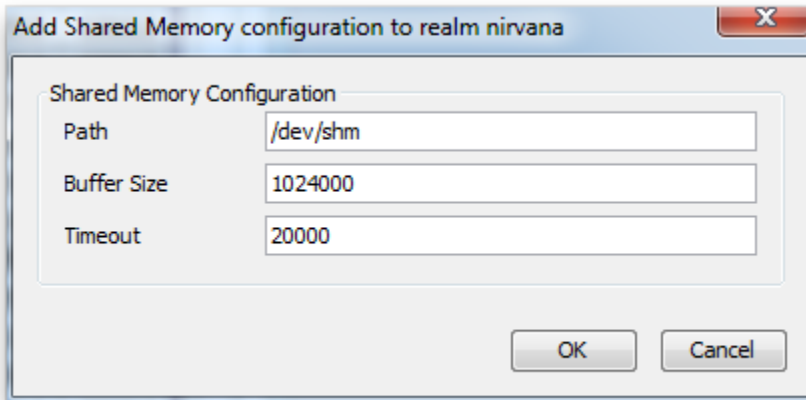 Add Shared Memory configuration to realm nirvana
Shared Memory Configuration
Path /dev/shm
Buffer Size 1024000
Timeout 20000
OK Cancel